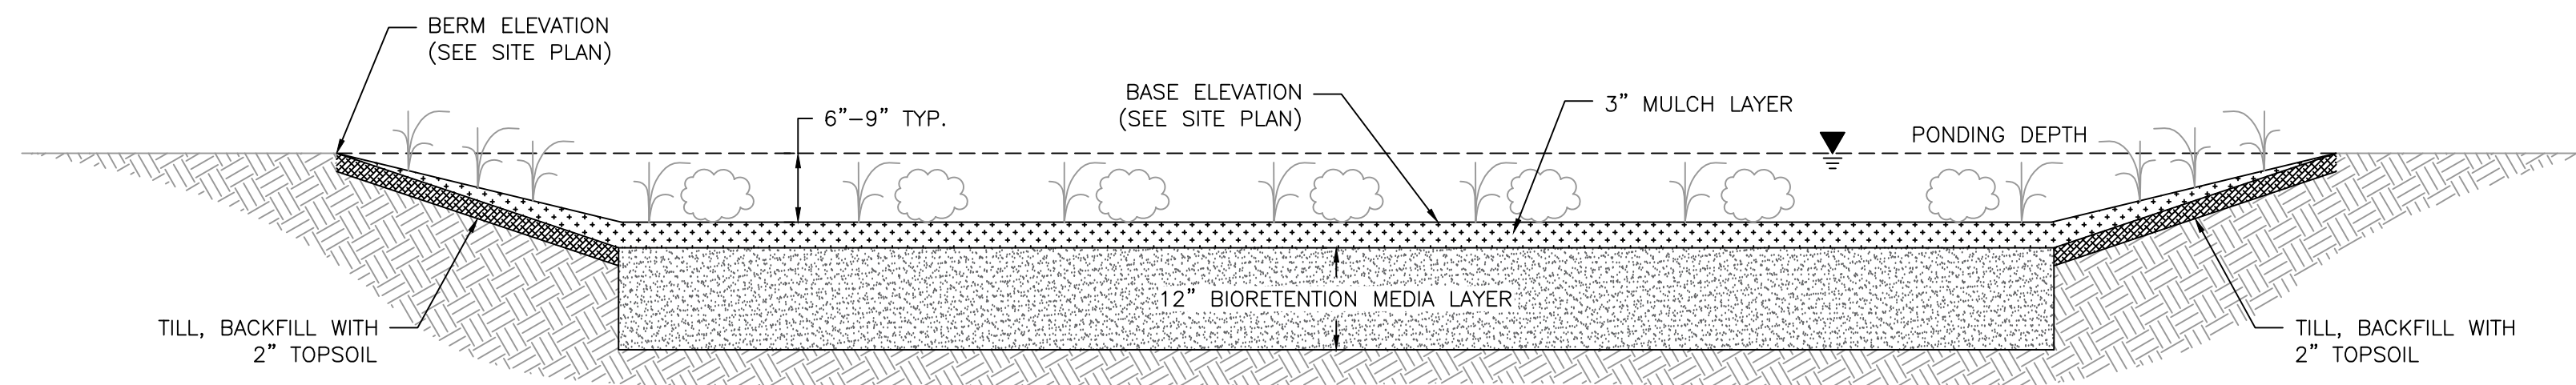 BERM ELEVATION
(SEE SITE PLAN)
6”–9” TYP.
BASE ELEVATION
(SEE SITE PLAN)
3” MULCH LAYER
PONDING DEPTH
12” BIORETENTION MEDIA LAYER
TILL, BACKFILL WITH
2” TOPSOIL
TILL, BACKFILL WITH
2” TOPSOIL